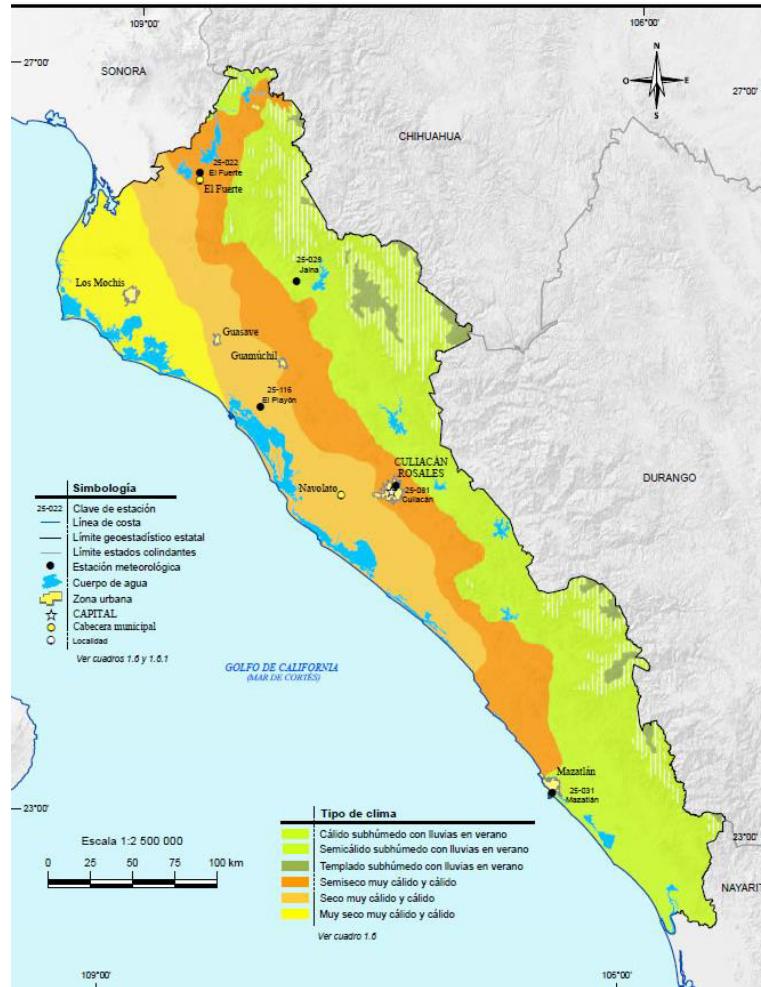 109°00'
106°00'
27°00'
27°00'
SONORA
N
O
E
S
CHIHUAHUA
25-022
El Fuerte
El Fuerte
25-028
Jaina
Los Mochis
Guasave
Guamúchil
25-116
El Playón
CULIACÁN
ROSALES
25-081
Culiacán
Navolato
DURANGO
Simbología
25-022 Clave de estación
Línea de costa
Límite geoestadístico estatal
Límite estados colindantes
Estación meteorológica
Cuerpo de agua
Zona urbana
CAPITAL
Cabecera municipal
Localidad
Ver cuadros 1.6 y 1.6.1
GOLFO DE CALIFORNIA
(MAR DE CORTÉS)
Mazatlán
25-031
Mazatlán
23°00'
23°00'
Escala 1:2 500 000
0 25 50 75 100 km
Tipo de clima
Cálido subhúmedo con lluvias en verano
Semicálido subhúmedo con lluvias en verano
Templado subhúmedo con lluvias en verano
Semiseco muy cálido y cálido
Seco muy cálido y cálido
Muy seco muy cálido y cálido
Ver cuadro 1.6
NAYARIT
109°00'
106°00'